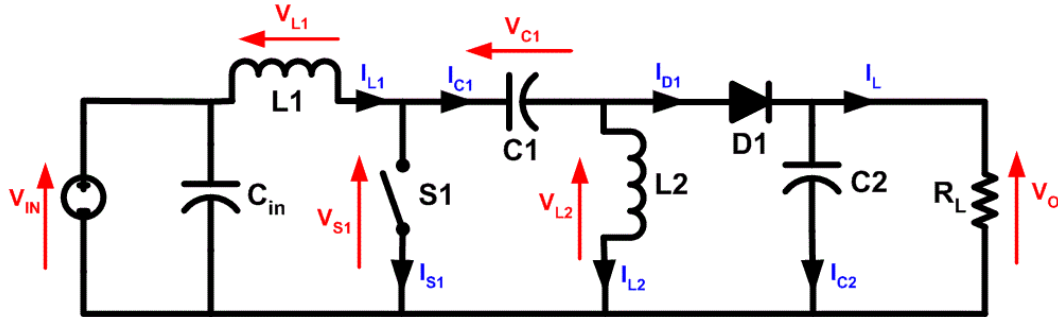 VL1
VC1
IL1
IC1
ID1
IL
L1
C1
D1
VIN
Cin
VS1
S1
VL2
L2
C2
RL
VO
IS1
IL2
IC2